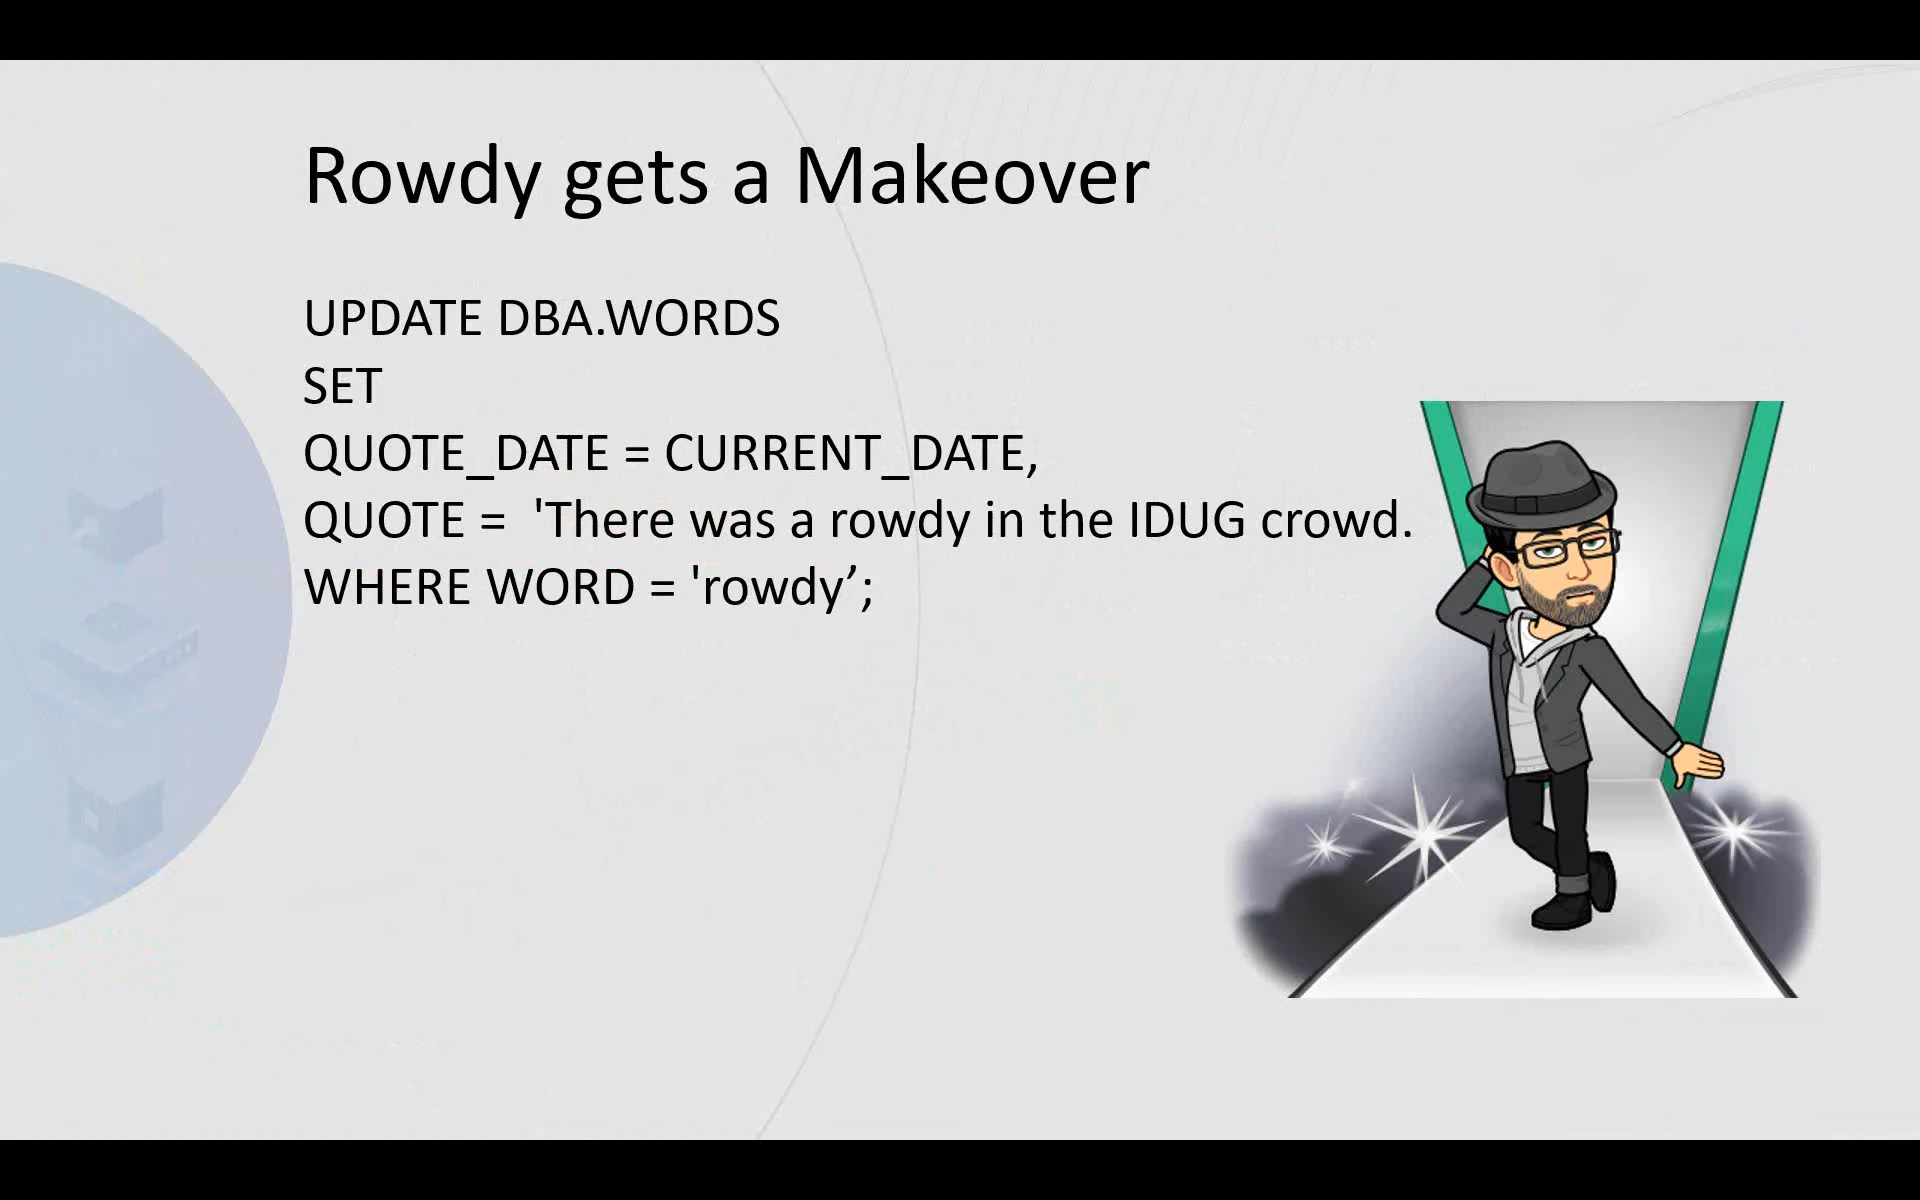 Rowdy gets a Makeover
UPDATE DBA.WORDS
SET
QUOTE_DATE = CURRENT_DATE,
QUOTE =  'There was a rowdy in the IDUG crowd.
WHERE WORD = 'rowdy’;